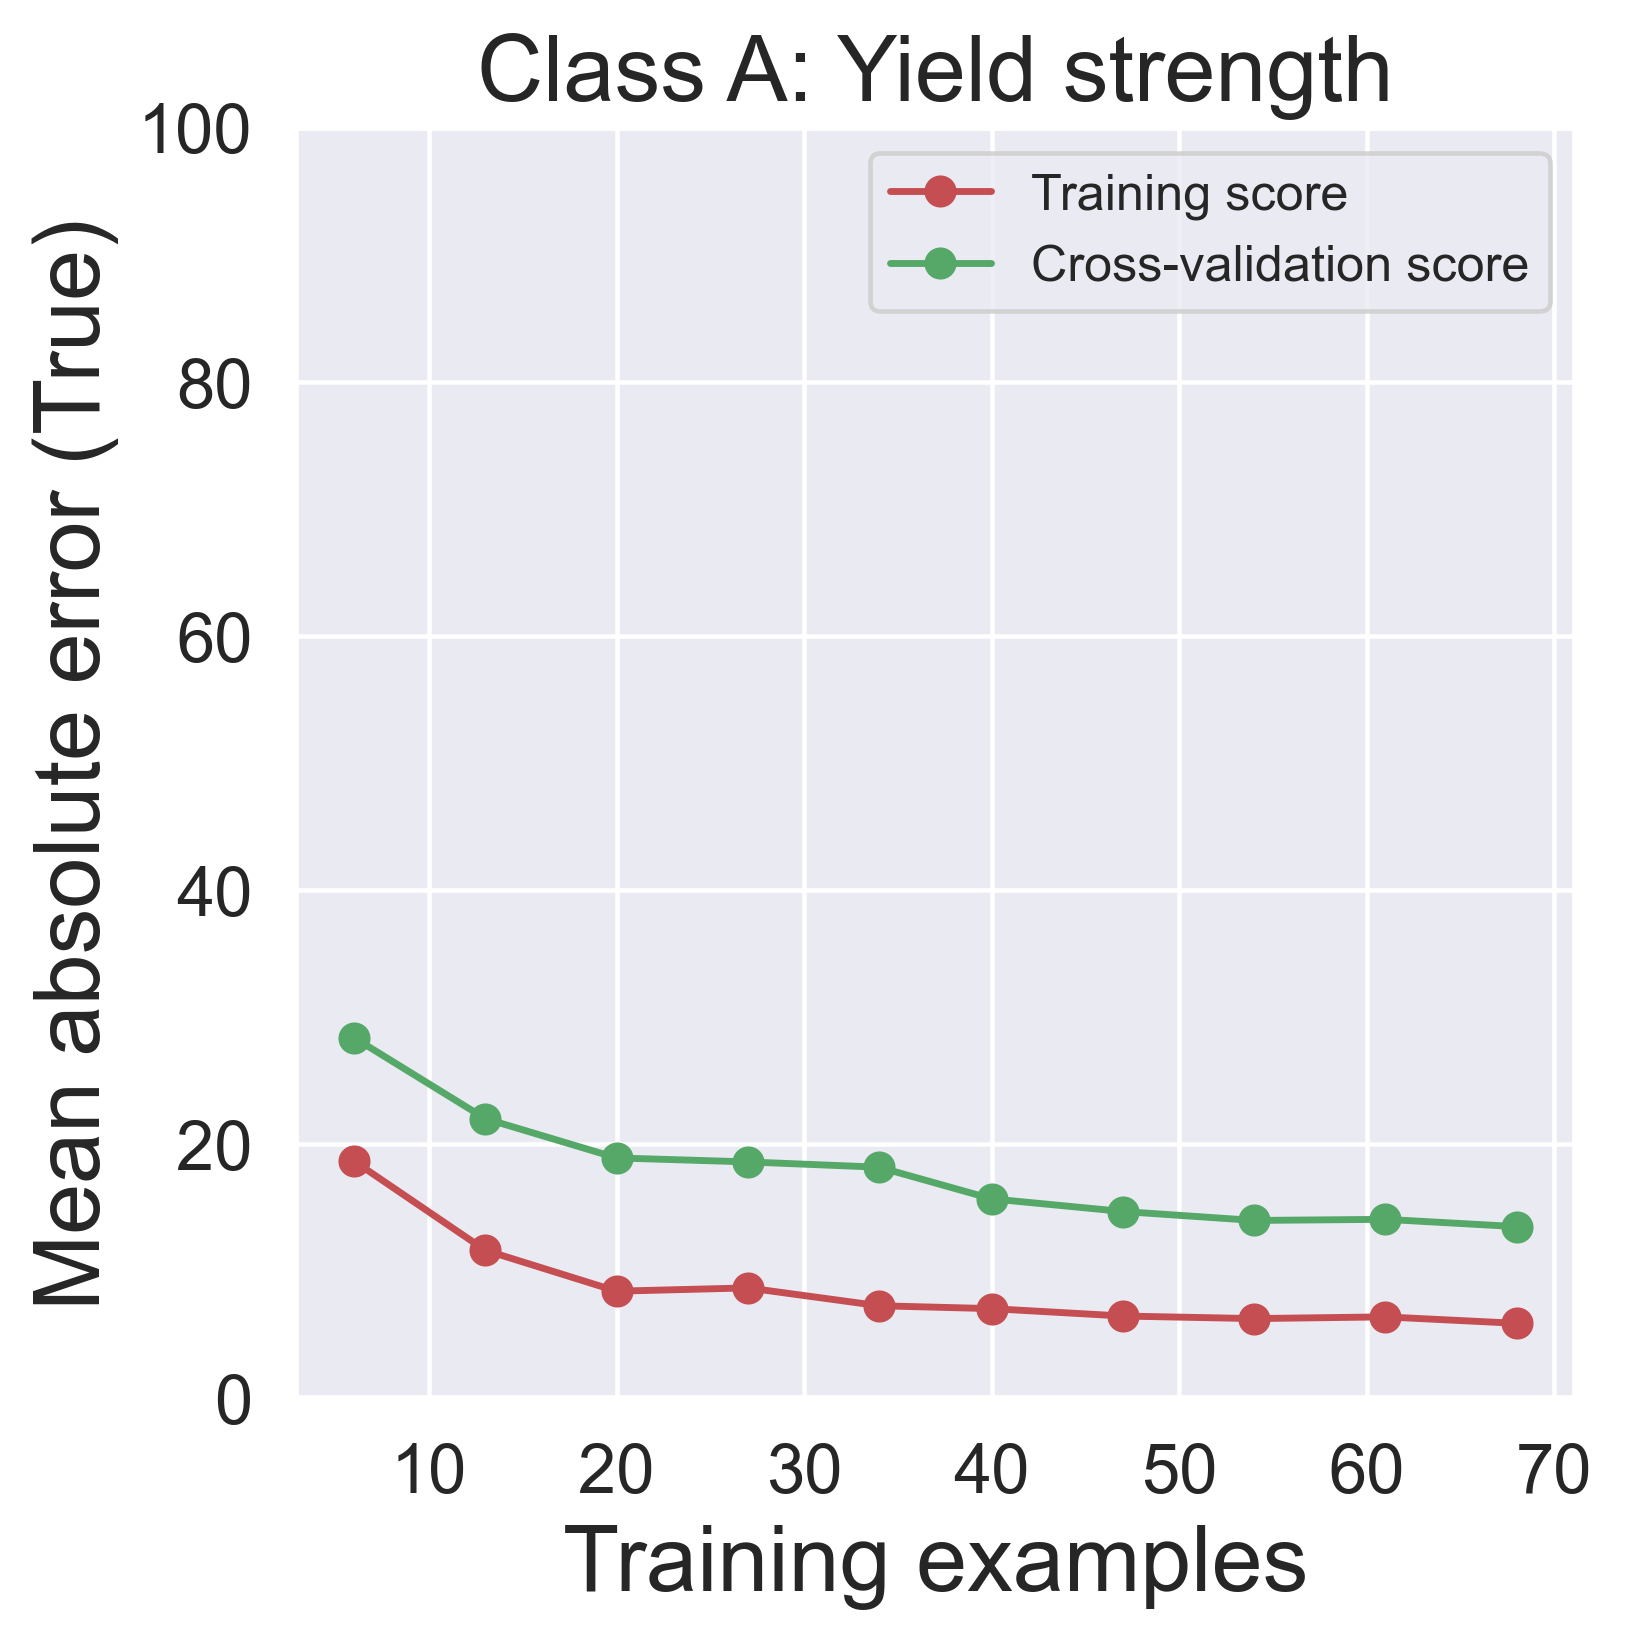 Class A: Yield strength
Training score
Cross-validation score
Mean absolute error (True)
100
80
60
40
20
0
10 20 30 40 50 60 70
Training examples